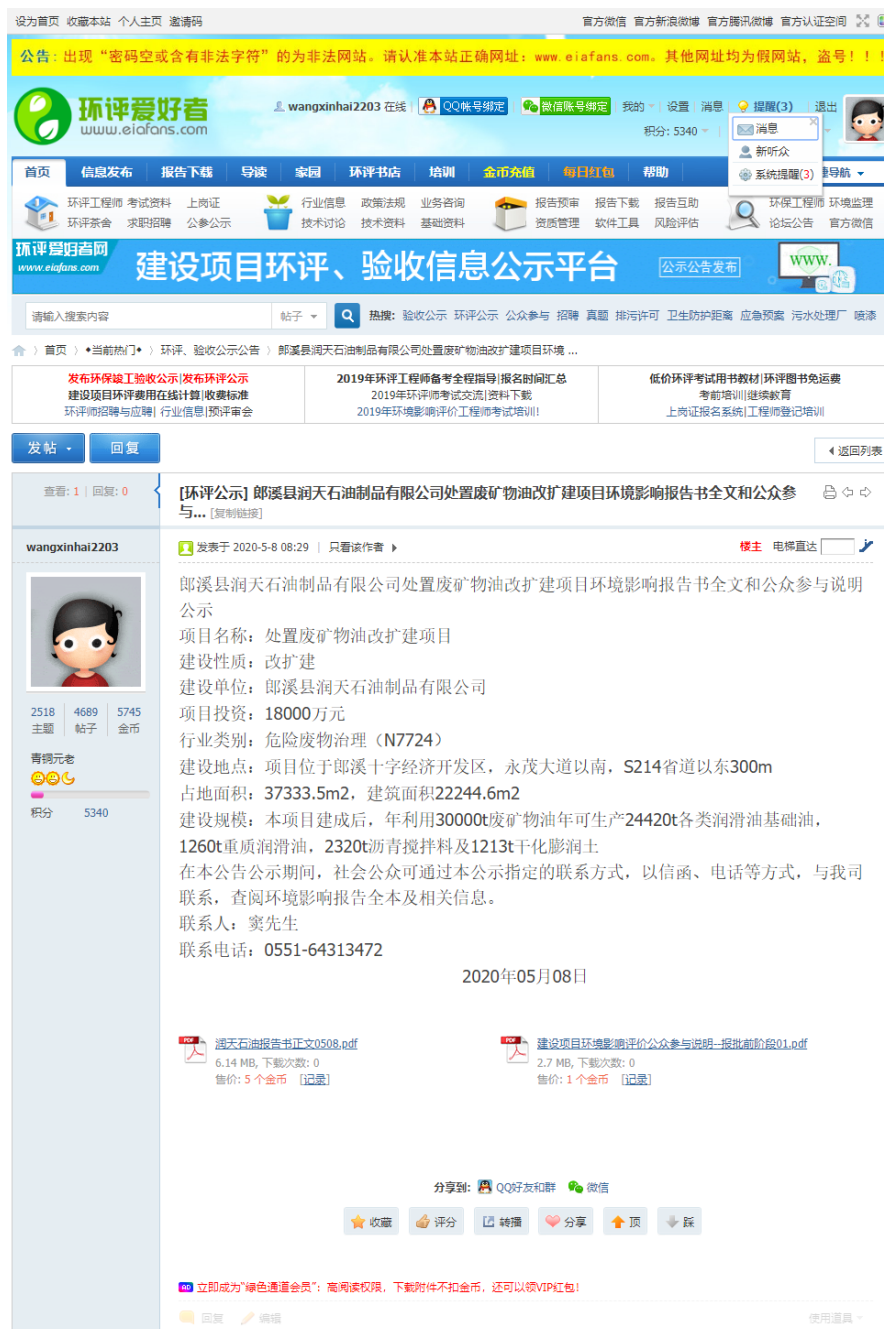 设为首页 收藏本站 个人主页 邀请码
官方微信 官方新浪微博 官方腾讯微博 官方认证空间
公告：出现“密码空或含有非法字符”的为非法网站。请认准本站正确网址：www.eiafans.com。其他网址均为假网站，盗号！！！
环评爱好者
www.eiafans.com
wangxinhai2203 在线 QQ帐号绑定 微信账号绑定 我的 设置 消息 提醒(3) 退出
积分: 5340
消息
新听众
系统提醒(3)
首页 信息发布 报告下载 导读 家园 环评书店 培训 金币充值 每日红包 帮助 导航
环评工程师 考试资料 上岗证 行业信息 政策法规 业务咨询 报告预审 报告下载 报告互助 环保工程师 环境监理
环评茶舍 求职招聘 公参公示 技术讨论 技术资料 基础资料 资质管理 软件工具 风险评估 论坛公告 官方微信
环评爱好者网
www.eiafans.com
建设项目环评、验收信息公示平台
公示公告发布
WWW.
请输入搜索内容 帖子 热搜: 验收公示 环评公示 公众参与 招聘 真题 排污许可 卫生防护距离 应急预案 污水处理厂 喷漆
〉首页 〉•当前热门• 〉环评、验收公示公告 〉郎溪县润天石油制品有限公司处置废矿物油改扩建项目环境 ...
发布环保竣工验收公示|发布环评公示 2019年环评工程师备考全程指导|报名时间汇总 低价环评考试用书教材|环评图书免运费
建设项目环评费用在线计算|收费标准 2019年环评师考试交流|资料下载 考前培训||继续教育
环评师招聘与应聘| 行业信息|预评审会 2019年环境影响评价工程师考试培训! 上岗证报名系统|工程师登记培训
发帖 回复 返回列表
查看: 1 | 回复: 0
[环评公示] 郎溪县润天石油制品有限公司处置废矿物油改扩建项目环境影响报告书全文和公众参
与... [复制链接]
wangxinhai2203
发表于 2020-5-8 08:29 | 只看该作者
楼主 电梯直达
郎溪县润天石油制品有限公司处置废矿物油改扩建项目环境影响报告书全文和公众参与说明
公示
项目名称：处置废矿物油改扩建项目
建设性质：改扩建
建设单位：郎溪县润天石油制品有限公司
项目投资：18000万元
行业类别：危险废物治理（N7724）
建设地点：项目位于郎溪十字经济开发区，永茂大道以南，S214省道以东300m
占地面积：37333.5m2，建筑面积22244.6m2
建设规模：本项目建成后，年利用30000t废矿物油年可生产24420t各类润滑油基础油，
1260t重质润滑油，2320t沥青搅拌料及1213t干化膨润土
在本公告公示期间，社会公众可通过本公示指定的联系方式，以信函、电话等方式，与我司
联系，查阅环境影响报告全本及相关信息。
联系人：窦先生
联系电话：0551-64313472
2020年05月08日
2518 4689 5745
主题 帖子 金币
青铜元老
积分 5340
PDF 润天石油报告书正文0508.pdf
6.14 MB, 下载次数: 0
售价: 5 个金币 [记录]
PDF 建设项目环境影响评价公众参与说明--报批前阶段01.pdf
2.7 MB, 下载次数: 0
售价: 1 个金币 [记录]
分享到: QQ好友和群 微信
收藏 评分 转播 分享 顶 踩
AD 立即成为“绿色通道会员”：高阅读权限，下载附件不扣金币，还可以领VIP红包！
回复 编辑 使用道具